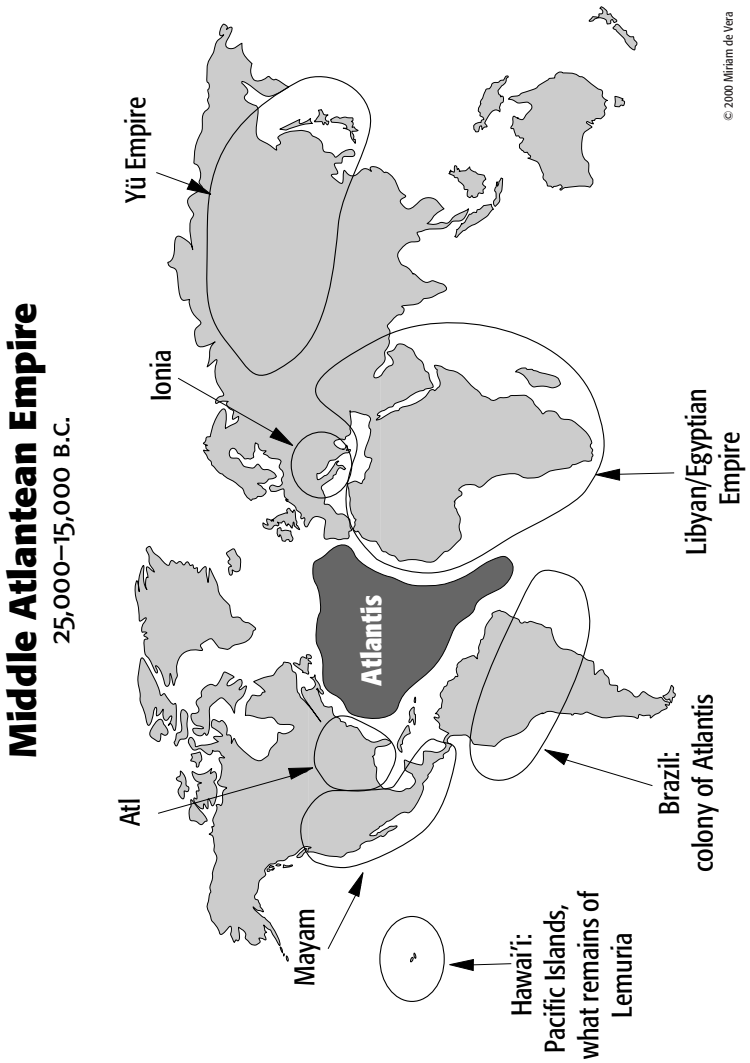 Middle Atlantean Empire
25,000–15,000 B.C.
Atl
Ionia
Yü Empire
Mayam
Atlantis
Hawai'i:
Pacific Islands,
what remains of
Lemuria
Brazil:
colony of Atlantis
Libyan/Egyptian
Empire
© 2000 Miriam de Vera